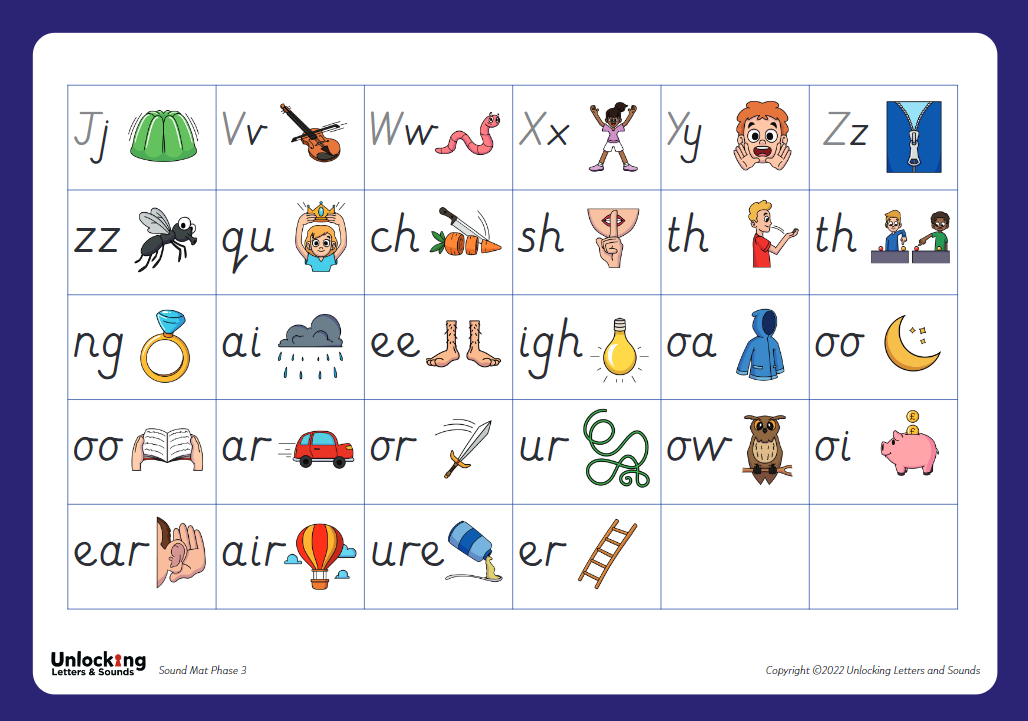 Jj Vv Ww Xx Yy Zz
zz qu ch sh th th
ng ai ee igh oa oo
oo ar or ur ow oi
£
£
ear air ure er
Unlocking
Letters & Sounds
Sound Mat Phase 3
Copyright ©2022 Unlocking Letters and Sounds